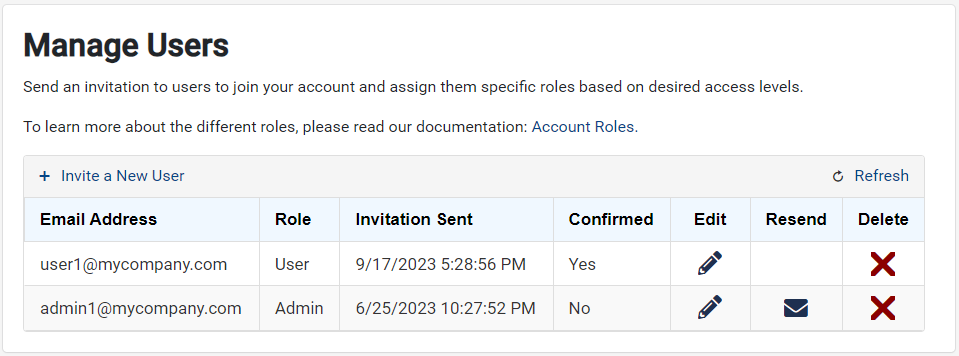 Manage Users
Send an invitation to users to join your account and assign them specific roles based on desired access levels.
To learn more about the different roles, please read our documentation: Account Roles.
+ Invite a New User Refresh
Email Address Role Invitation Sent Confirmed Edit Resend Delete
user1@mycompany.com User 9/17/2023 5:28:56 PM Yes
admin1@mycompany.com Admin 6/25/2023 10:27:52 PM No